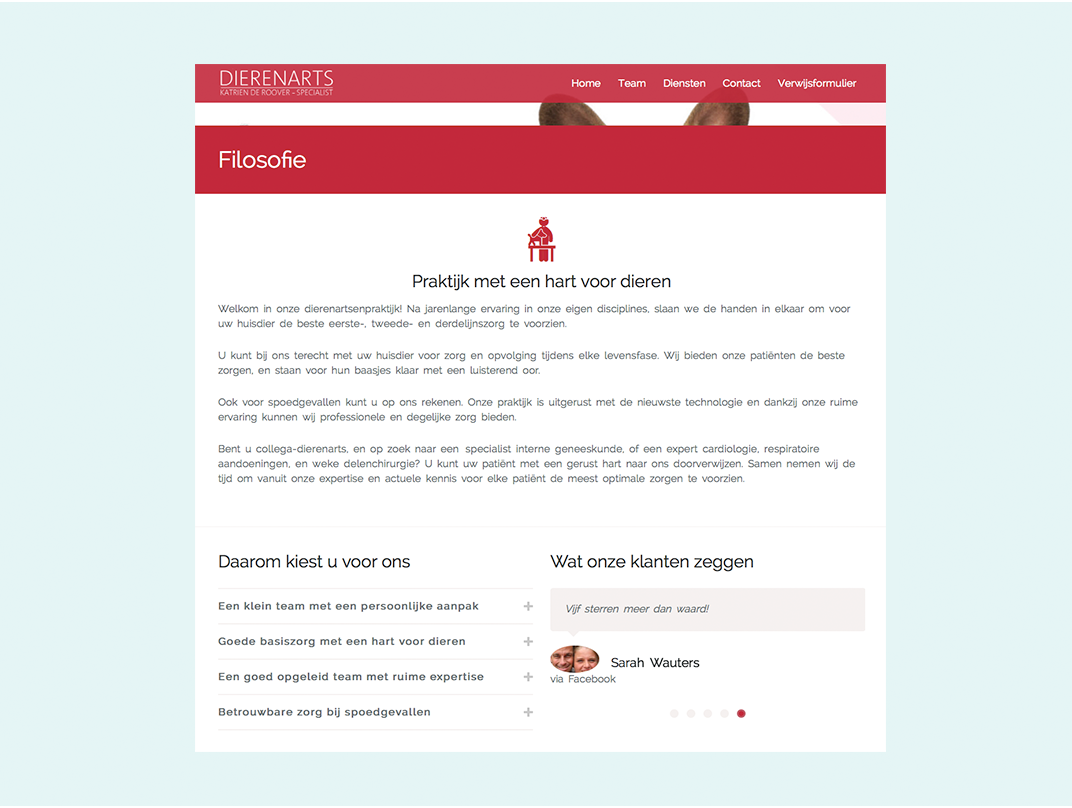 DIERENARTS
KATRIEN DE ROOVER - SPECIALIST
Home Team Diensten Contact Verwijsformulier
Filosofie
Praktijk met een hart voor dieren
Welkom in onze dierenartsenpraktijk! Na jarenlange ervaring in onze eigen disciplines, slaan we de handen in elkaar om voor
uw huisdier de beste eerste-, tweede- en derdelijnszorg te voorzien.
U kunt bij ons terecht met uw huisdier voor zorg en opvolging tijdens elke levensfase. Wij bieden onze patiënten de beste
zorgen, en staan voor hun baasjes klaar met een luisterend oor.
Ook voor spoedgevallen kunt u op ons rekenen. Onze praktijk is uitgerust met de nieuwste technologie en dankzij onze ruime
ervaring kunnen wij professionele en degelijke zorg bieden.
Bent u collega-dierenarts, en op zoek naar een specialist interne geneeskunde, of een expert cardiologie, respiratoire
aandoeningen, en weke delenchirurgie? U kunt uw patiënt met een gerust hart naar ons doorverwijzen. Samen nemen wij de
tijd om vanuit onze expertise en actuele kennis voor elke patiënt de meest optimale zorgen te voorzien.
Daarom kiest u voor ons
Een klein team met een persoonlijke aanpak +
Goede basiszorg met een hart voor dieren +
Een goed opgeleid team met ruime expertise +
Betrouwbare zorg bij spoedgevallen +
Wat onze klanten zeggen
Vijf sterren meer dan waard!
Sarah Wauters
via Facebook